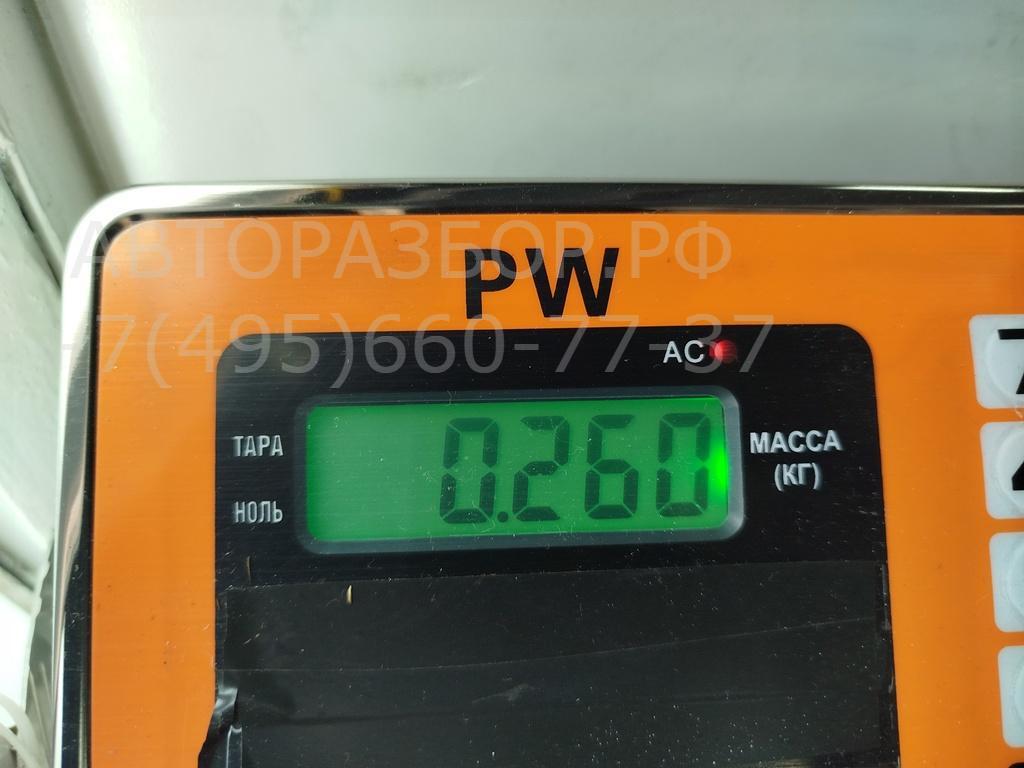 АВТОРАЗБОР.РФ
PW
+7(495)660-77-37
AC
ТАРА
0.260
МАССА
(КГ)
НОЛЬ